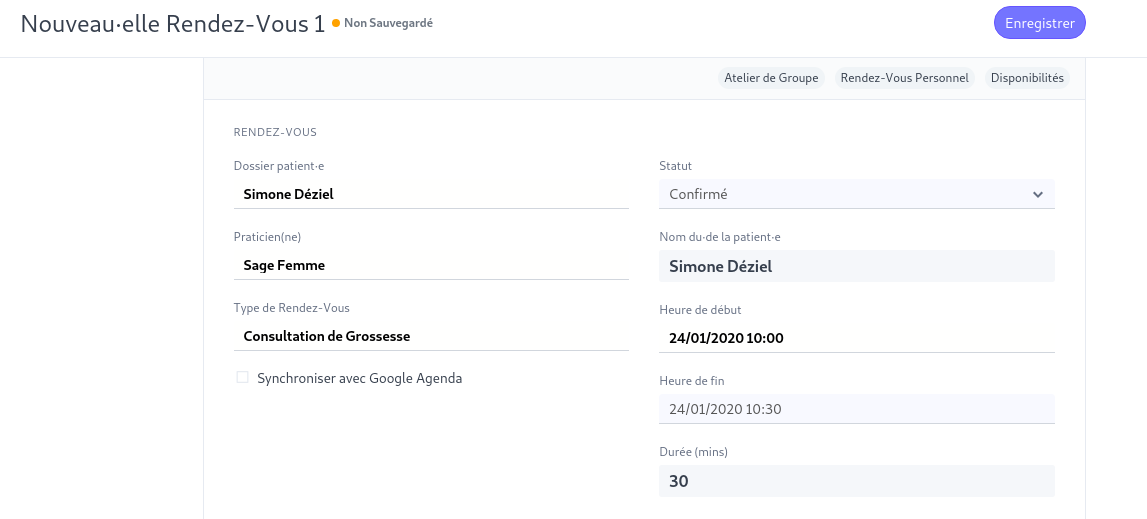 Nouveau·elle Rendez-Vous 1 Non Sauvegardé
Enregistrer
Atelier de Groupe Rendez-Vous Personnel Disponibilités
RENDEZ-VOUS
Dossier patient·e
Simone Déziel
Praticien(ne)
Sage Femme
Type de Rendez-Vous
Consultation de Grossesse
Synchroniser avec Google Agenda
Statut
Confirmé
Nom du·de la patient·e
Simone Déziel
Heure de début
24/01/2020 10:00
Heure de fin
24/01/2020 10:30
Durée (mins)
30